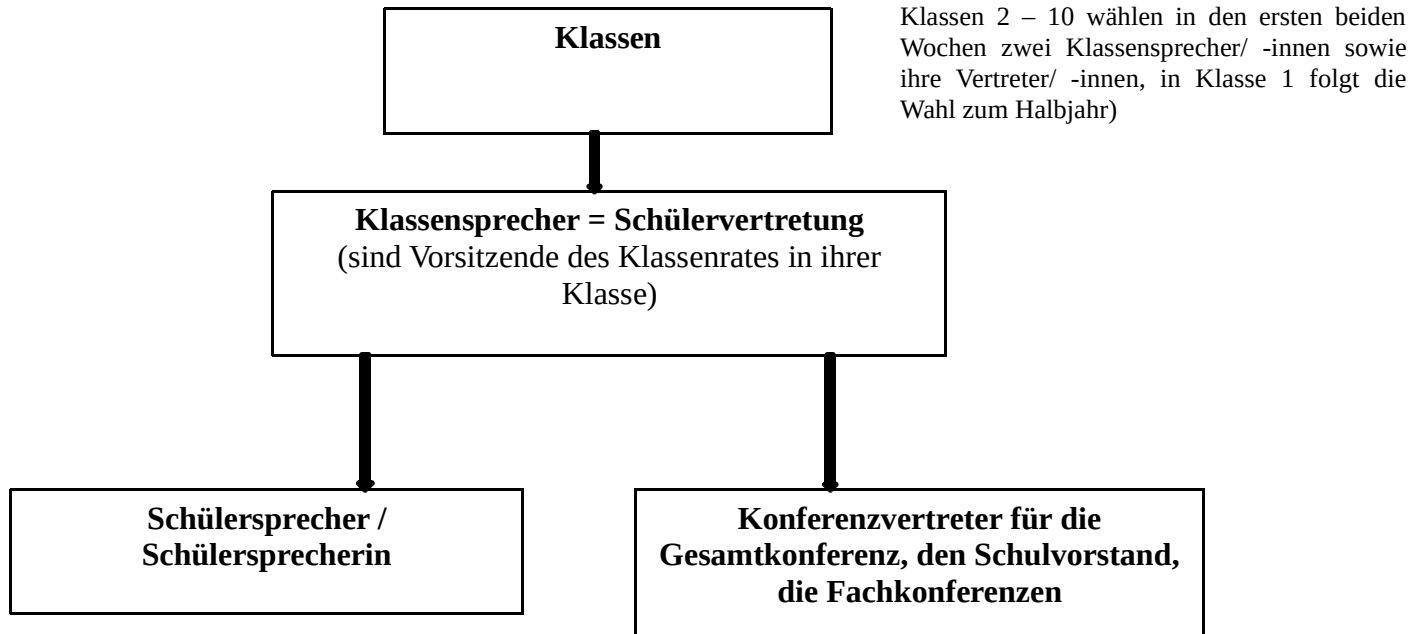 Klassen
Klassen 2 – 10 wählen in den ersten beiden
Wochen zwei Klassensprecher/ -innen sowie
ihre Vertreter/ -innen, in Klasse 1 folgt die
Wahl zum Halbjahr)
Klassensprecher = Schülervertretung
(sind Vorsitzende des Klassenrates in ihrer
Klasse)
Schülersprecher /
Schülersprecherin
Konferenzvertreter für die
Gesamtkonferenz, den Schulvorstand,
die Fachkonferenzen